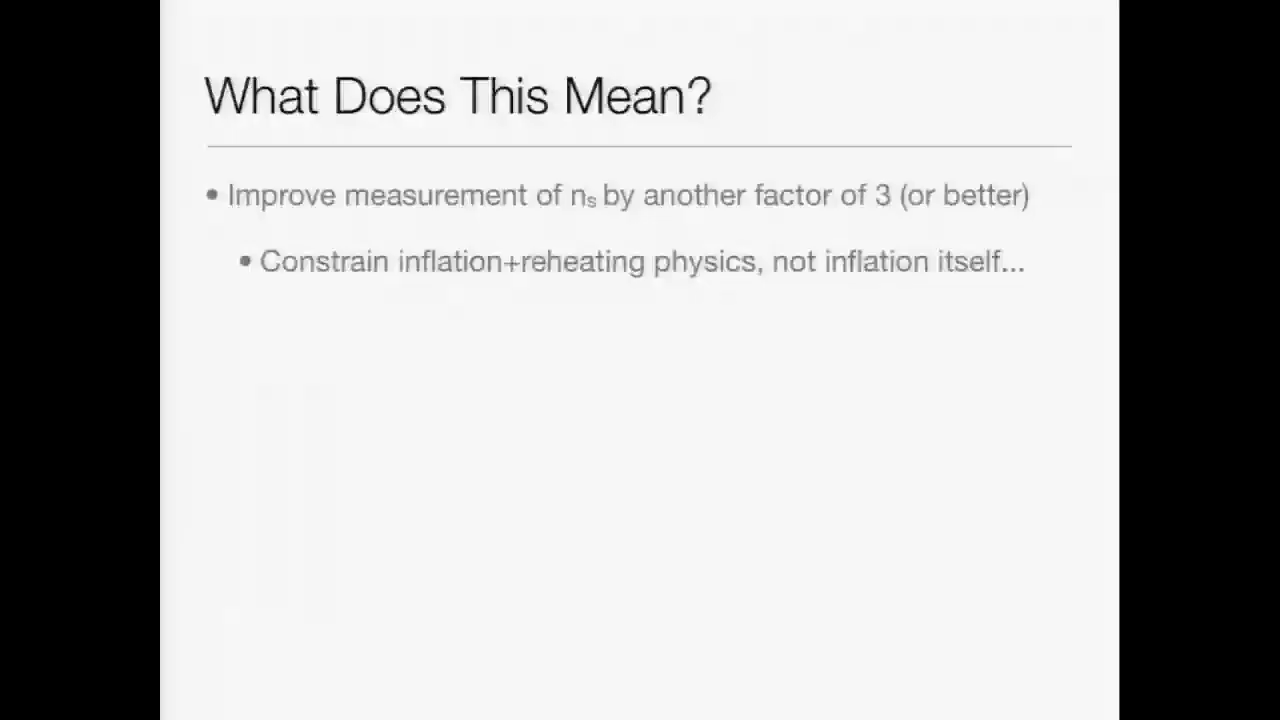 What Does This Mean?
• Improve measurement of nₛ by another factor of 3 (or better)
• Constrain inflation+reheating physics, not inflation itself...